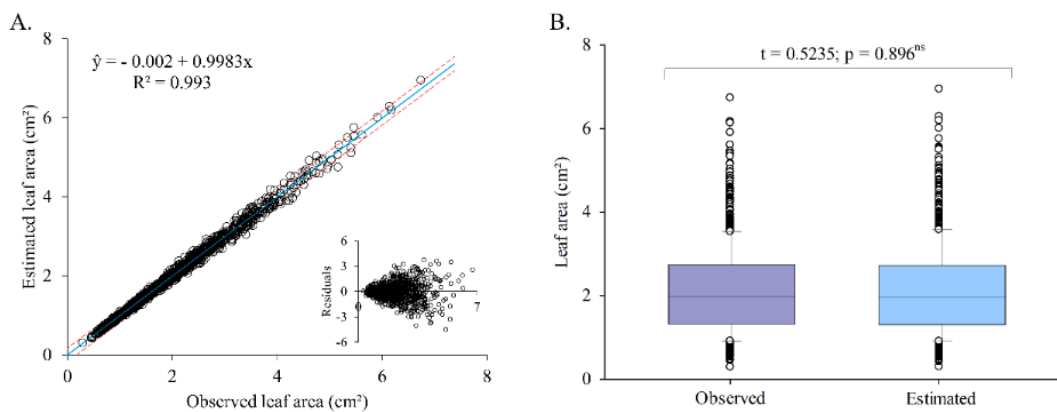 A.
8
6
4
2
0
Estimated leaf area (cm²)
ŷ = - 0.002 + 0.9983x
R² = 0.993
0 2 4 6 8
Observed leaf area (cm²)
6
3
0
-3
-6
Residuals
0 7
B.
8
6
4
2
0
Leaf area (cm²)
t = 0.5235; p = 0.896ns
Observed Estimated